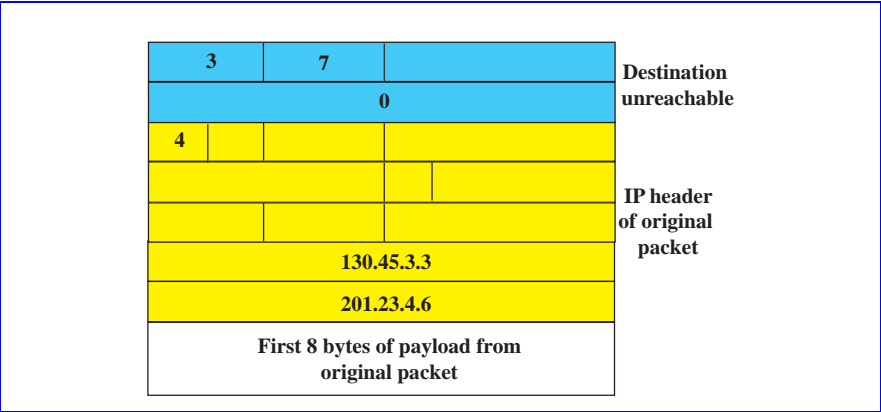 3 7
Destination
unreachable
0
4
IP header
of original
packet
130.45.3.3
201.23.4.6
First 8 bytes of payload from
original packet